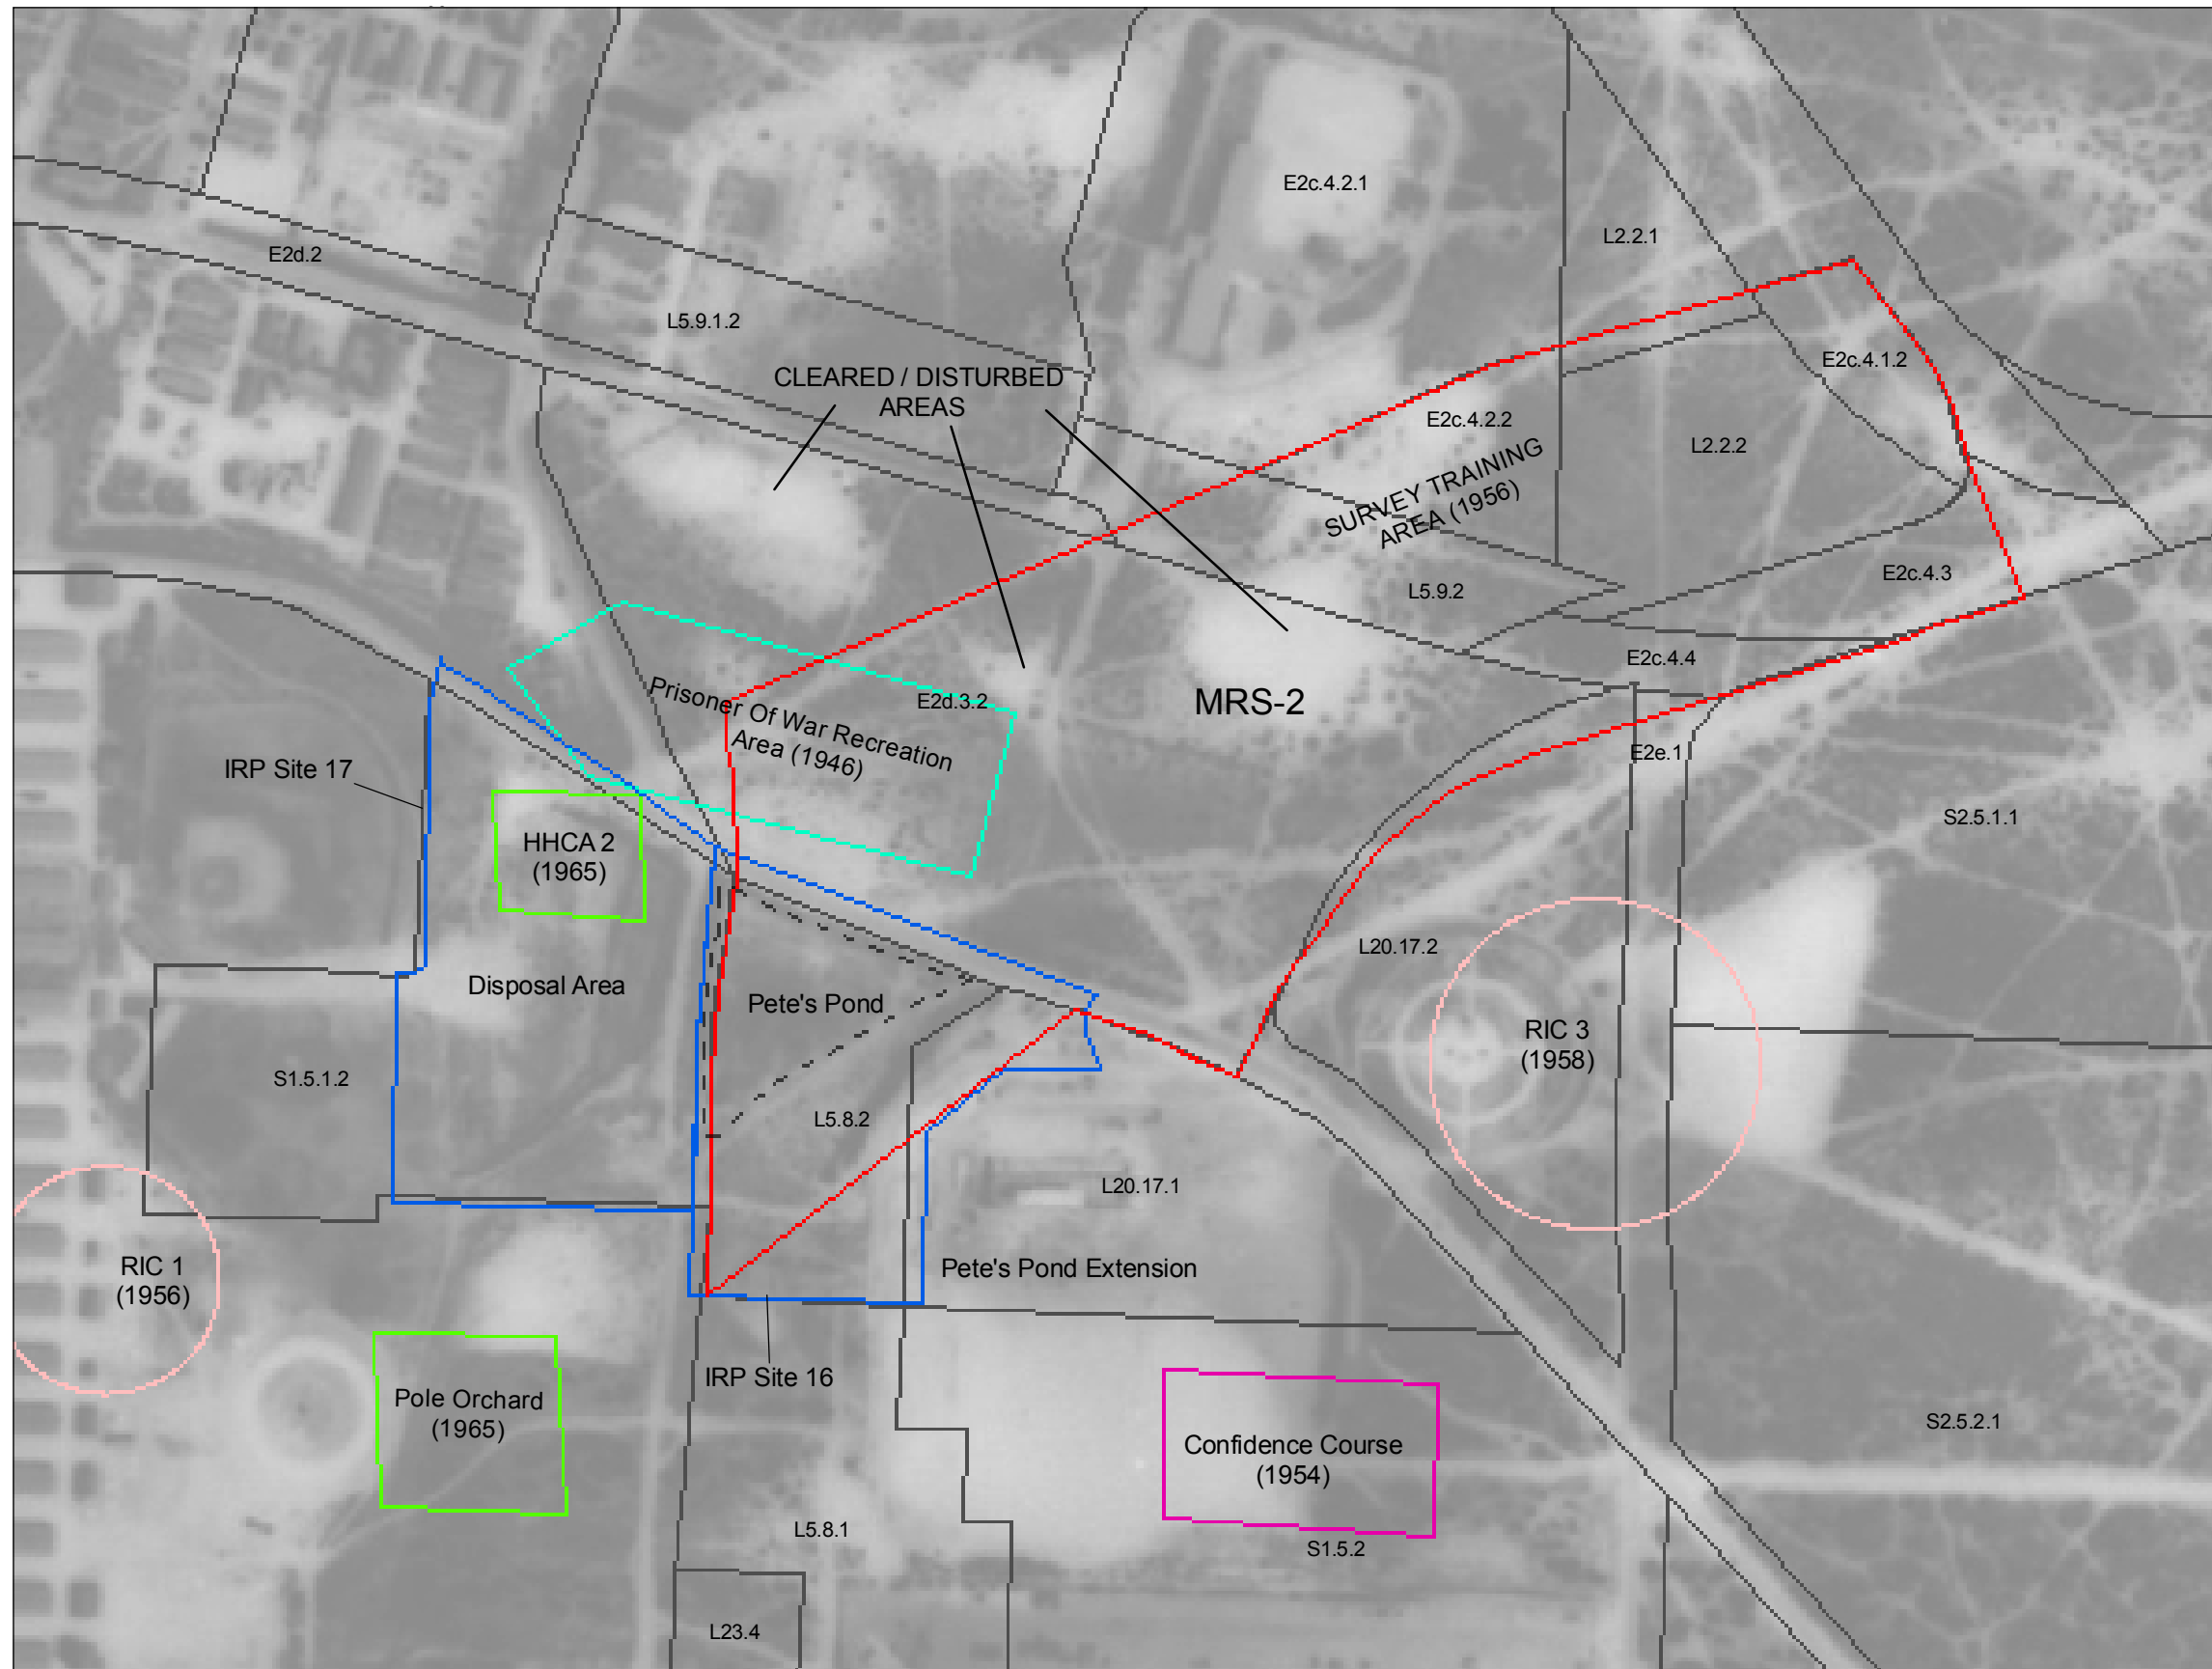 E2c.4.2.1
L2.2.1
E2d.2
L5.9.1.2
E2c.4.1.2
CLEARED / DISTURBED
AREAS
E2c.4.2.2
L2.2.2
SURVEY TRAINING
AREA (1956)
L5.9.2
E2c.4.3
E2c.4.4
Prisoner Of War Recreation
Area (1946)
E2d.3.2
MRS-2
E2e.1
IRP Site 17
S2.5.1.1
HHCA 2
(1965)
L20.17.2
Disposal Area
Pete's Pond
RIC 3
(1958)
S1.5.1.2
L5.8.2
L20.17.1
RIC 1
(1956)
Pete's Pond Extension
IRP Site 16
Pole Orchard
(1965)
Confidence Course
(1954)
S2.5.2.1
L5.8.1
S1.5.2
L23.4